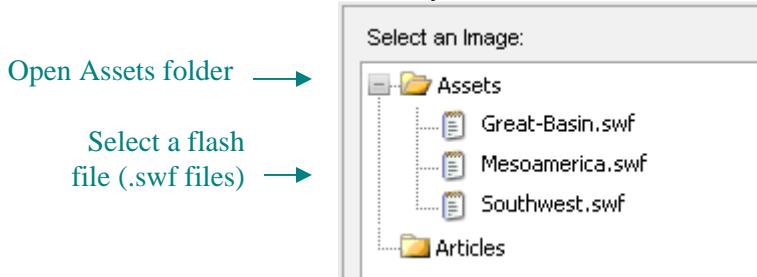 Select an Image:
Open Assets folder
Assets
Great-Basin.swf
Select a flash
file (.swf files)
Mesoamerica.swf
Southwest.swf
Articles